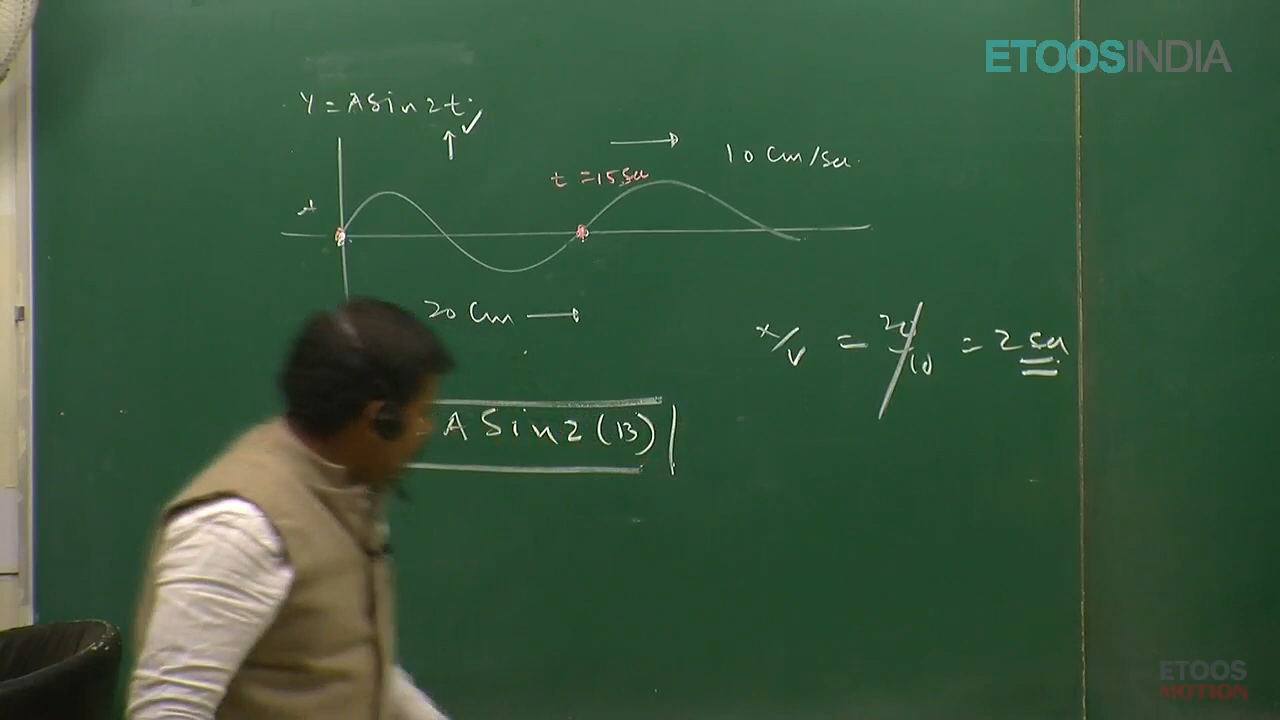 ETOOSINDIA
Y = A Sin 2t
10 Cm/sec
t = 15 Sec
20 Cm
x/v = 20/10 = 2 Sec
= A Sin 2 (13)
ETOOS
MOTION